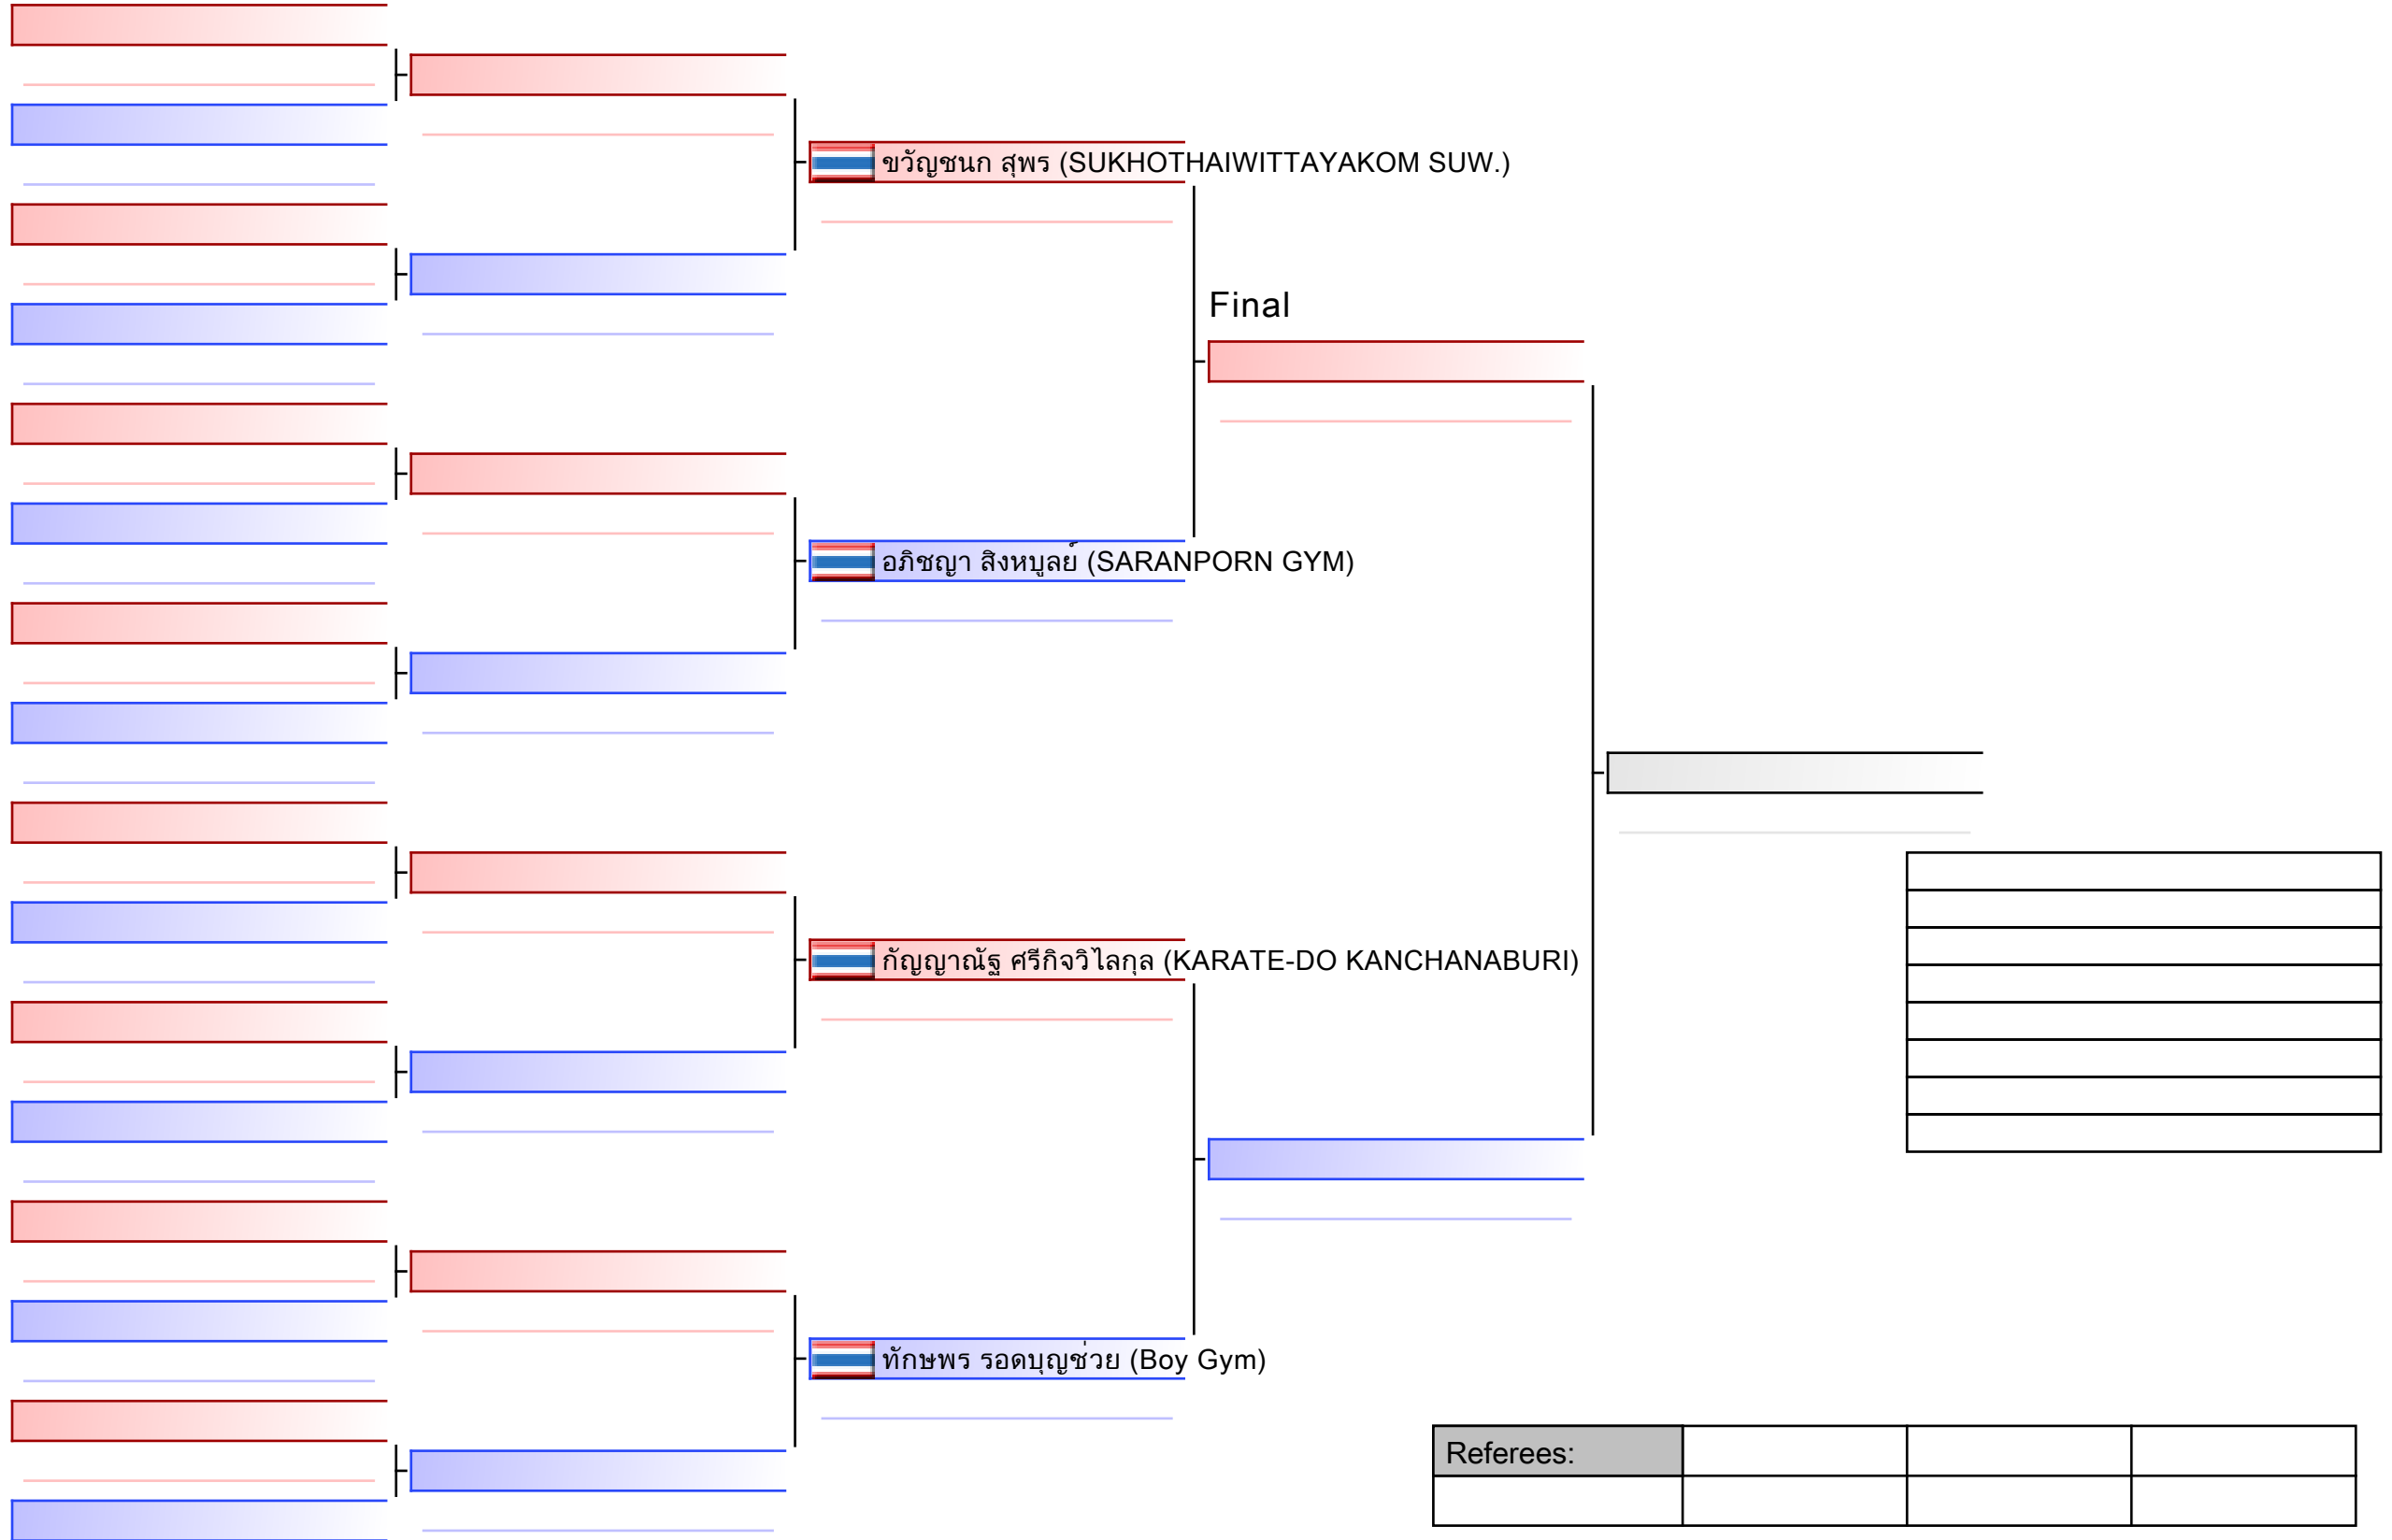 ขวัญชนก สุพร (SUKHOTHAIWITTAYAKOM SUW.)
Final
อภิชญา สิงหบูลย์ (SARANPORN GYM)
กัญญาณัฐ ศรีกิจวิไลกุล (KARATE-DO KANCHANABURI)
ทักษพร รอดบุญช่วย (Boy Gym)
Referees: